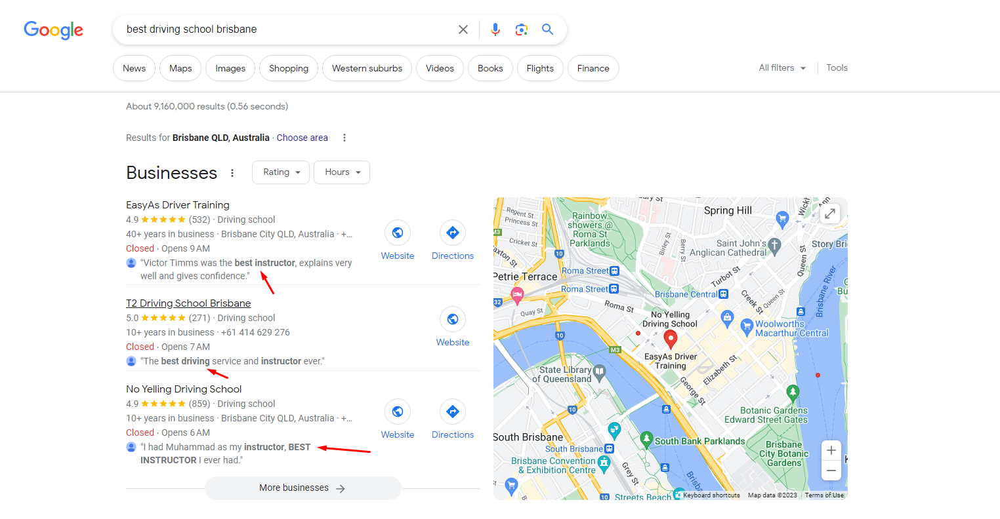 Google
best driving school brisbane
News
Maps
Images
Shopping
Western suburbs
Videos
Books
Flights
Finance
All filters
Tools
About 9,160,000 results (0.56 seconds)
Results for Brisbane QLD, Australia · Choose area
Businesses
Rating
Hours
EasyAs Driver Training
4.9 (532) · Driving school
40+ years in business · Brisbane City QLD, Australia · +...
Closed · Opens 9 AM
"Victor Timms was the best instructor, explains very
well and gives confidence."
Website
Directions
T2 Driving School Brisbane
5.0 (271) · Driving school
10+ years in business · +61 414 629 276
Closed · Opens 7 AM
"The best driving service and instructor ever."
Website
No Yelling Driving School
4.9 (859) · Driving school
10+ years in business · Brisbane City QLD, Australia · +...
Closed · Opens 6 AM
"I had Muhammad as my instructor, BEST
INSTRUCTOR I ever had."
Website
Directions
More businesses
Regent St
Princess St
M3
Cricket St
Rainbow
showers @
Roma St
Parklands
Spring Hill
Birley St
Berry St
Saint John's
Anglican Cathedral
Queen St
Brisbane River
Turbot St
10
Roma Street
Petrie Terrace
Roma Street
Brisbane Central
Creek St
Queen St
32
Quay St
Roma St
No Yelling
Driving School
Woolworths
Macarthur Central
10
M3
EasyAs Driver
Training
Elizabeth St
George St
State Library
of Queensland
10
Botanic Gardens
Edward Street Gates
South Brisbane
South Bank Parklands
South Brisbane
Brisbane
City Botanic
Gardens
Brisbane Convention
& Exhibition Centre
Grey St
10
Keyboard shortcuts
Map data ©2023
Terms of Use